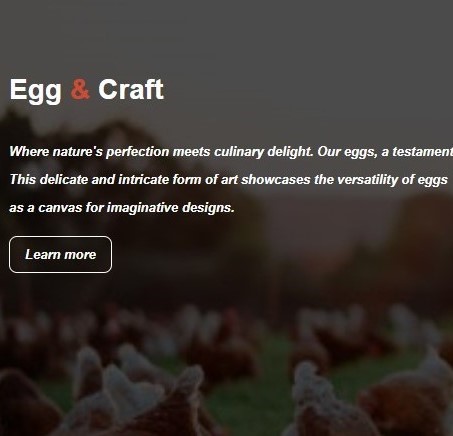 Egg & Craft
Where nature's perfection meets culinary delight. Our eggs, a testament
This delicate and intricate form of art showcases the versatility of eggs
as a canvas for imaginative designs.
Learn more